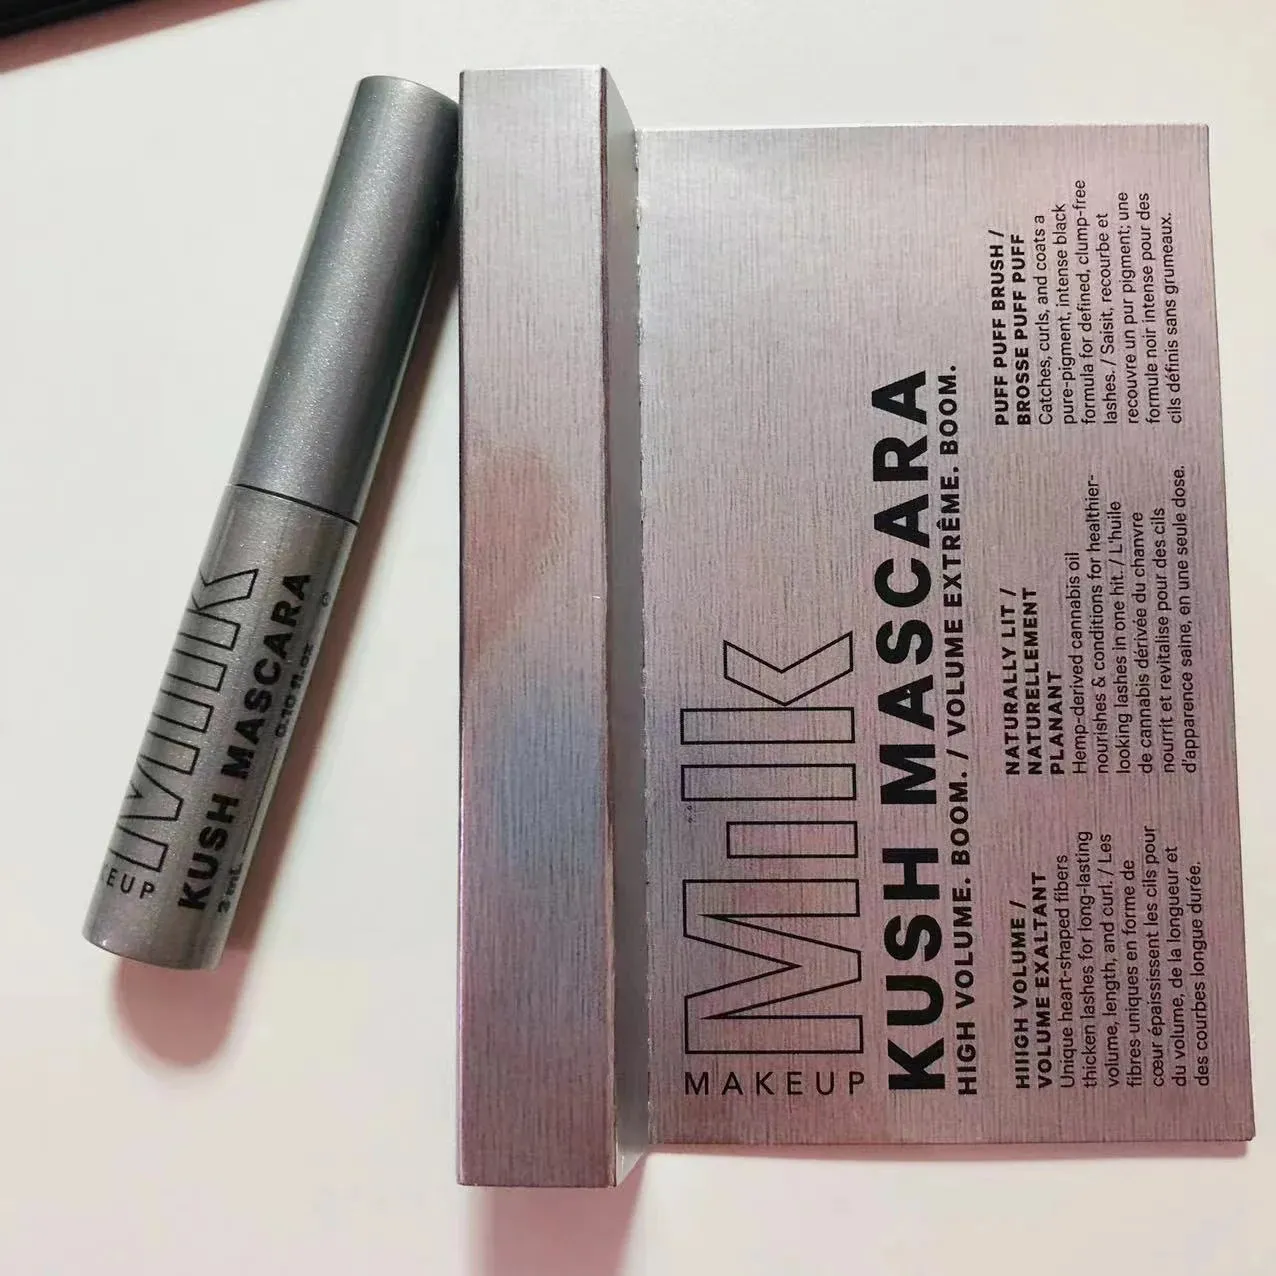 MAKEUP
Milk
KUSH MASCARA
3 mL
0.10 fl.oz
MAKEUP
Milk
KUSH MASCARA
HIGH VOLUME. BOOM. / VOLUME EXTRÊME. BOOM.
HIIIGH VOLUME /
VOLUME EXALTANT
Unique heart-shaped fibers
thicken lashes for long-lasting
volume, length, and curl. / Les
fibres uniques en forme de
cœur épaississent les cils pour
du volume, de la longueur et
des courbes longue durée.
NATURALLY LIT /
NATURELLEMENT
PLANANT
Hemp-derived cannabis oil
nourishes & conditions for healthier-
looking lashes in one hit. / L'huile
de cannabis dérivée du chanvre
nourrit et revitalise pour des cils
d'apparence saine, en une seule dose.
PUFF PUFF BRUSH /
BROSSE PUFF PUFF
Catches, curls, and coats a
pure-pigment, intense black
formula for defined, clump-free
lashes. / Saisit, recourbe et
recouvre un pur pigment; une
formule noir intense pour des
cils définis sans grumeaux.